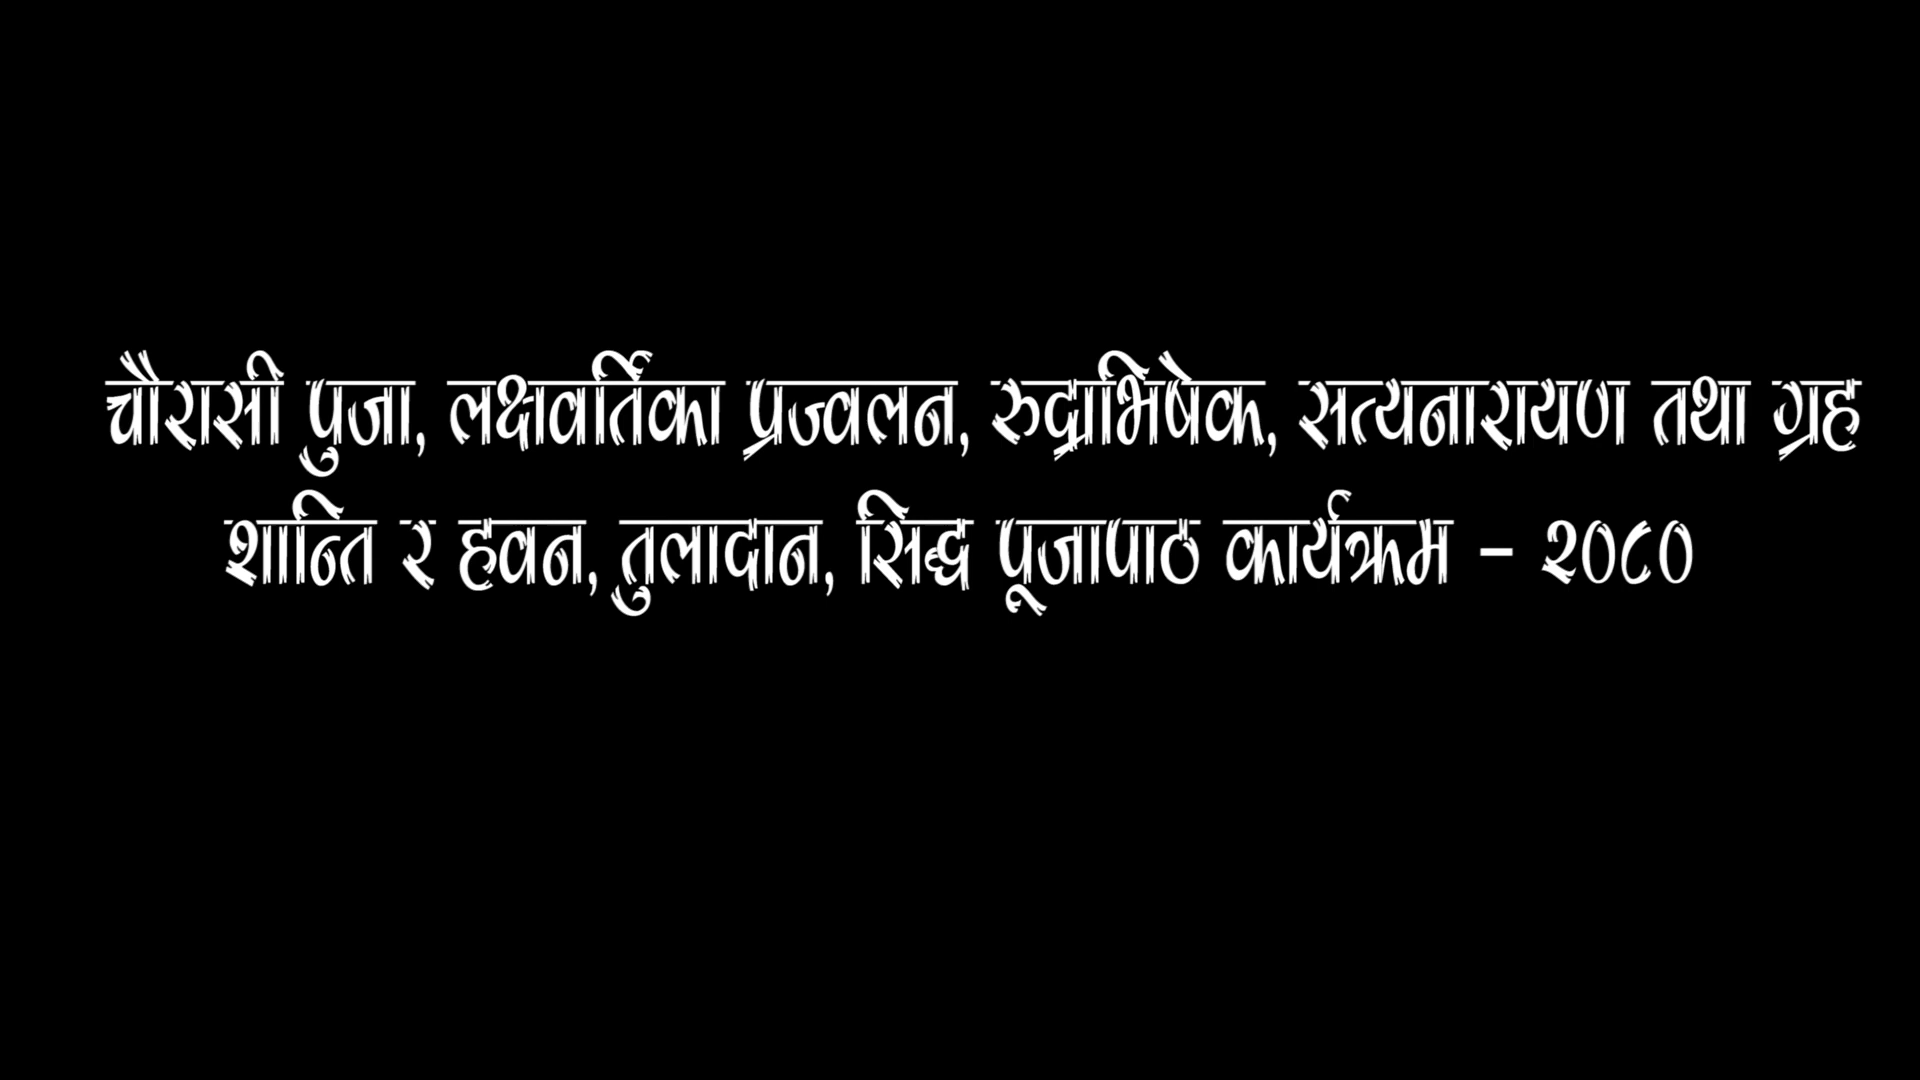 चौरासी पुजा, लक्षवर्तिका प्रज्वलन, रुद्राभिषेक, सत्यनारायण तथा ग्रह
शान्ति र हवन, तुलादान, सिद्ध पूजापाठ कार्यक्रम - २०८०